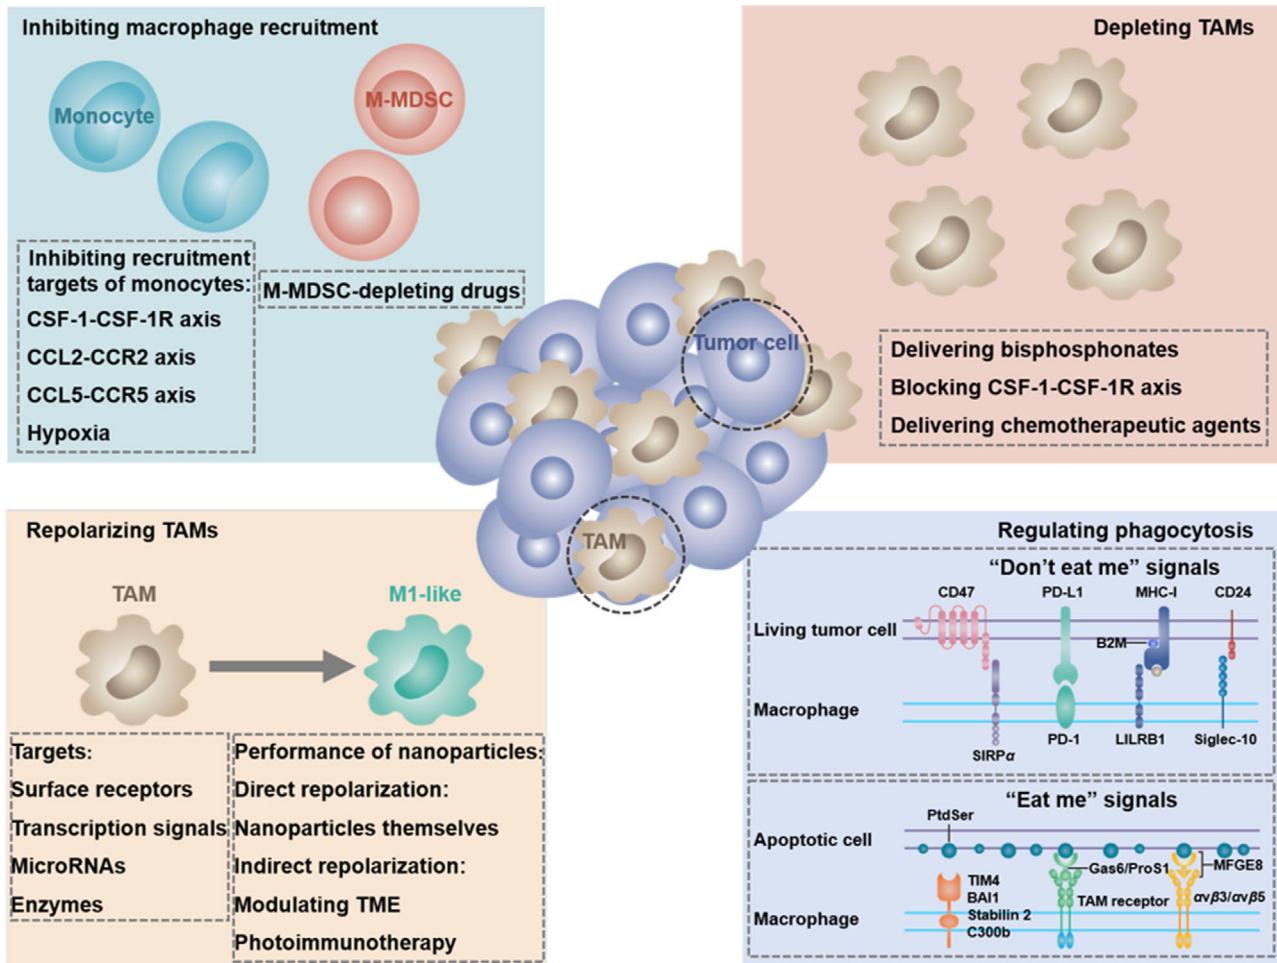 Inhibiting macrophage recruitment
Monocyte
M-MDSC
Inhibiting recruitment
targets of monocytes:
CSF-1-CSF-1R axis
CCL2-CCR2 axis
CCL5-CCR5 axis
Hypoxia
M-MDSC-depleting drugs
Depleting TAMs
Delivering bisphosphonates
Blocking CSF-1-CSF-1R axis
Delivering chemotherapeutic agents
Tumor cell
TAM
Repolarizing TAMs
TAM
M1-like
Targets:
Surface receptors
Transcription signals
MicroRNAs
Enzymes
Performance of nanoparticles:
Direct repolarization:
Nanoparticles themselves
Indirect repolarization:
Modulating TME
Photoimmunotherapy
Regulating phagocytosis
“Don’t eat me” signals
CD47
PD-L1
MHC-I
CD24
Living tumor cell
B2M
Macrophage
SIRPα
PD-1
LILRB1
Siglec-10
“Eat me” signals
PtdSer
Apoptotic cell
Gas6/ProS1
MFGE8
TIM4
BAI1
Stabilin 2
C300b
TAM receptor
αvβ3/αvβ5
Macrophage